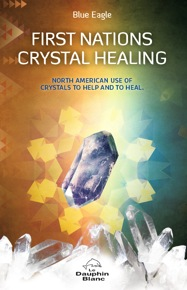 Blue Eagle
FIRST NATIONS
CRYSTAL HEALING
NORTH AMERICAN USE OF
CRYSTALS TO HELP AND TO HEAL.
Le
Dauphin
Blanc